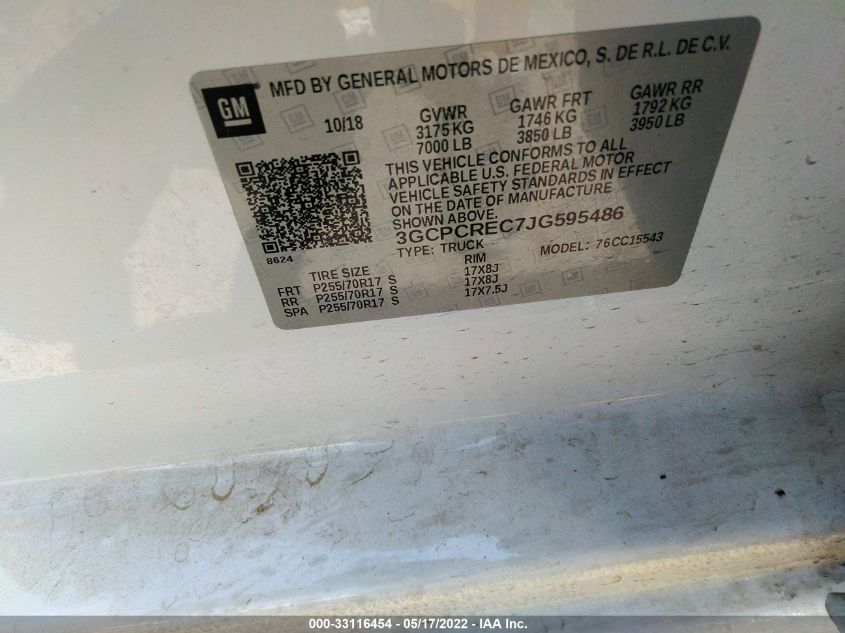 GM
MFD BY GENERAL MOTORS DE MEXICO, S. DE R.L. DE C.V.
10/18
GVWR
3175 KG
7000 LB
GAWR FRT
1746 KG
3850 LB
GAWR RR
1792 KG
3950 LB
THIS VEHICLE CONFORMS TO ALL
APPLICABLE U.S. FEDERAL MOTOR
VEHICLE SAFETY STANDARDS IN EFFECT
ON THE DATE OF MANUFACTURE
SHOWN ABOVE.
3GCPCREC7JG595486
TYPE: TRUCK MODEL: 76CC15543
8624
TIRE SIZE RIM
FRT P255/70R17 S 17X8J
RR P255/70R17 S 17X8J
SPA P255/70R17 S 17X7.5J
000-33116454 - 05/17/2022 - IAA Inc.